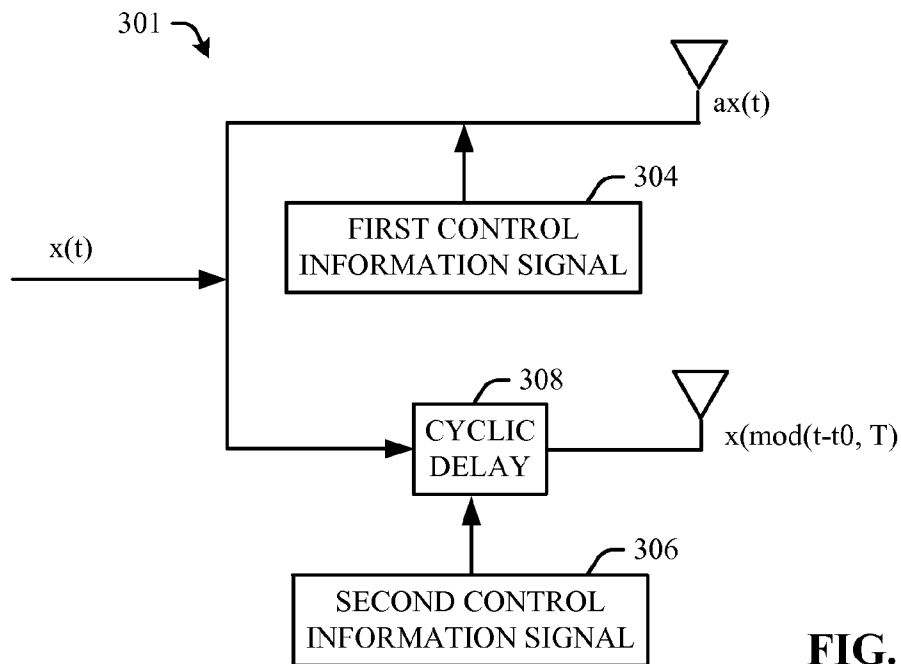 301
ax(t)
304
FIRST CONTROL
INFORMATION SIGNAL
x(t)
308
CYCLIC
DELAY
x(mod(t-t0, T)
306
SECOND CONTROL
INFORMATION SIGNAL
FIG.